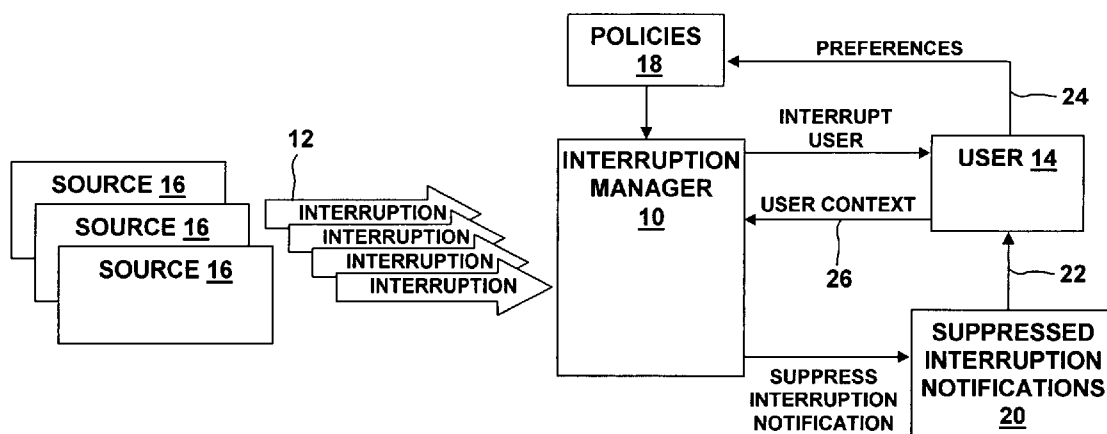 POLICIES
18
PREFERENCES
24
INTERRUPT
USER
12
INTERRUPTION
MANAGER
10
USER 14
SOURCE 16
SOURCE 16
SOURCE 16
INTERRUPTION
INTERRUPTION
INTERRUPTION
INTERRUPTION
USER CONTEXT
26
22
SUPPRESS
INTERRUPTION
NOTIFICATION
SUPPRESSED
INTERRUPTION
NOTIFICATIONS
20